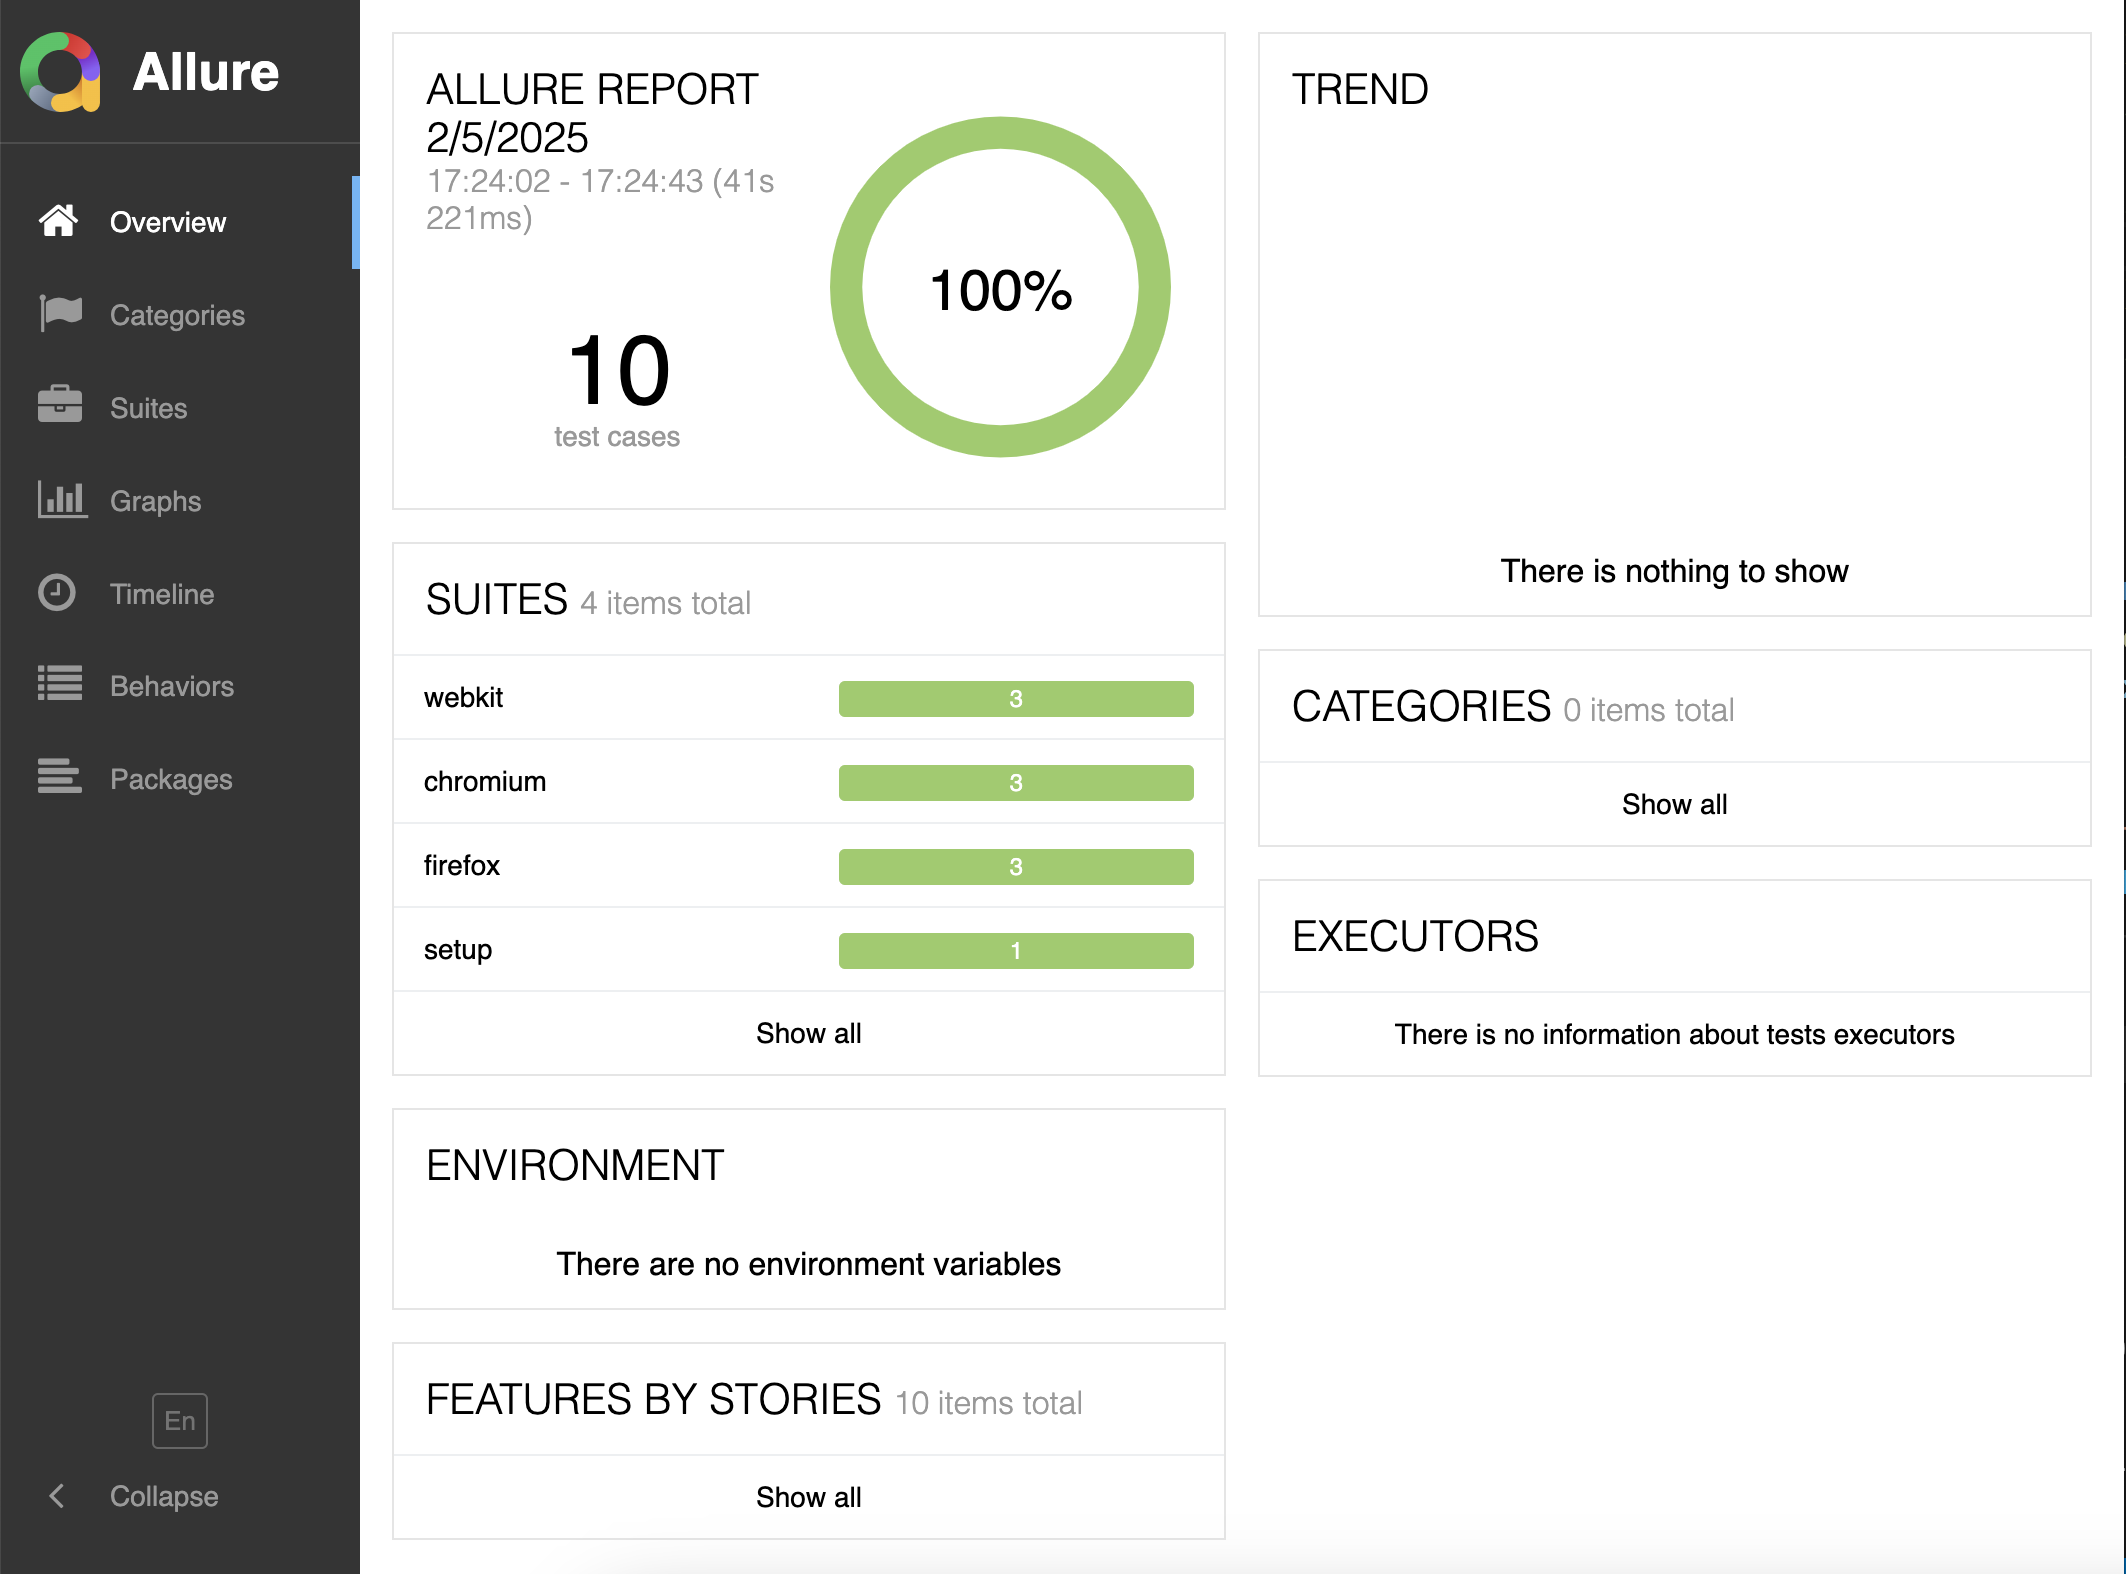 Allure
Overview
Categories
Suites
Graphs
Timeline
Behaviors
Packages
En
Collapse
ALLURE REPORT
2/5/2025
17:24:02 - 17:24:43 (41s
221ms)
10
test cases
100%
SUITES 4 items total
webkit 3
chromium 3
firefox 3
setup 1
Show all
ENVIRONMENT
There are no environment variables
FEATURES BY STORIES 10 items total
Show all
TREND
There is nothing to show
CATEGORIES 0 items total
Show all
EXECUTORS
There is no information about tests executors